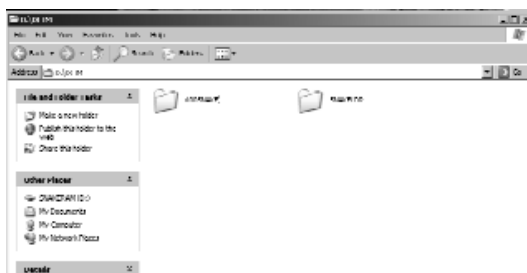 File Edit View Favorites Tools Help
Back Search Folders
Address Go
File and Folder Tasks
Make a new folder
Publish this folder to the
web
Share this folder
Other Places
My Documents
My Computer
My Network Places
Details